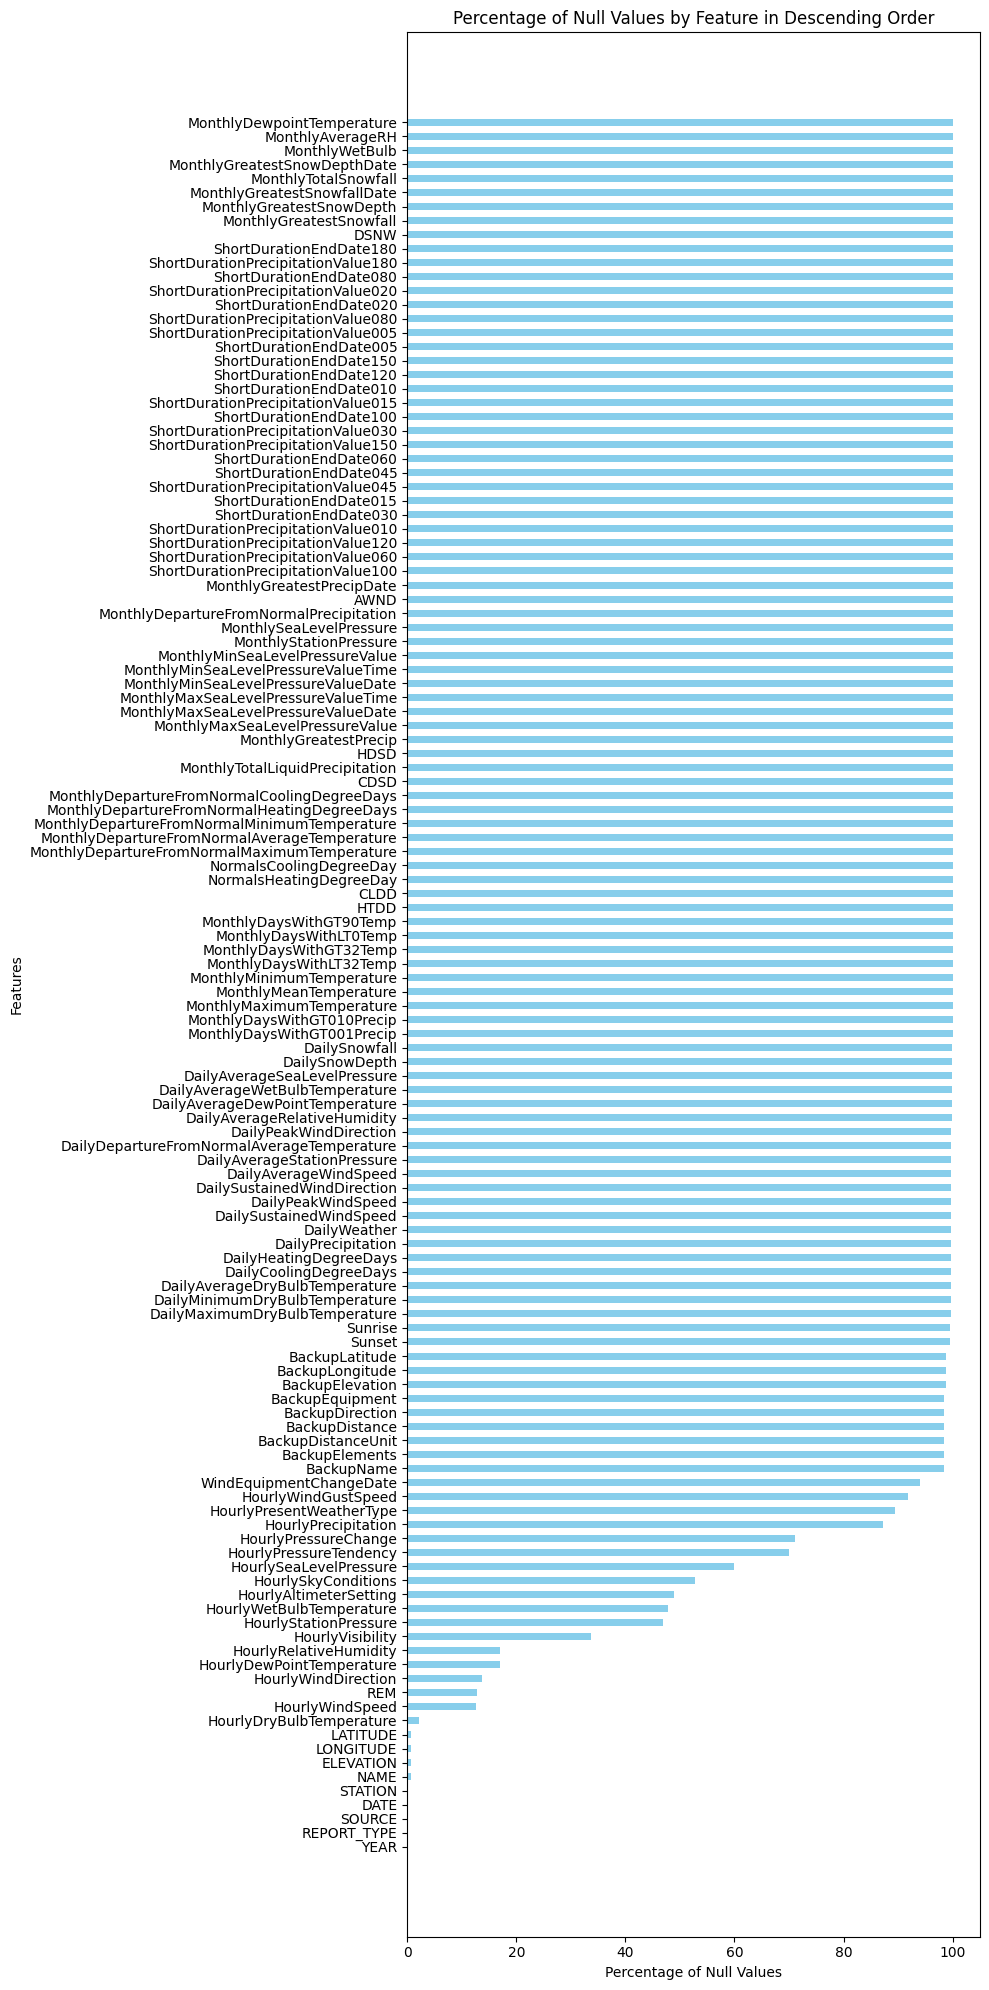 Percentage of Null Values by Feature in Descending Order
MonthlyDewpointTemperature
MonthlyAverageRH
MonthlyWetBulb
MonthlyGreatestSnowDepthDate
MonthlyTotalSnowfall
MonthlyGreatestSnowfallDate
MonthlyGreatestSnowDepth
MonthlyGreatestSnowfall
DSNW
ShortDurationEndDate180
ShortDurationPrecipitationValue180
ShortDurationEndDate080
ShortDurationPrecipitationValue020
ShortDurationEndDate020
ShortDurationPrecipitationValue080
ShortDurationPrecipitationValue005
ShortDurationEndDate005
ShortDurationEndDate150
ShortDurationEndDate120
ShortDurationEndDate010
ShortDurationPrecipitationValue015
ShortDurationEndDate100
ShortDurationPrecipitationValue030
ShortDurationPrecipitationValue150
ShortDurationEndDate060
ShortDurationEndDate045
ShortDurationPrecipitationValue045
ShortDurationEndDate015
ShortDurationEndDate030
ShortDurationPrecipitationValue010
ShortDurationPrecipitationValue120
ShortDurationPrecipitationValue060
ShortDurationPrecipitationValue100
MonthlyGreatestPrecipDate
AWND
MonthlyDepartureFromNormalPrecipitation
MonthlySeaLevelPressure
MonthlyStationPressure
MonthlyMinSeaLevelPressureValue
MonthlyMinSeaLevelPressureValueTime
MonthlyMinSeaLevelPressureValueDate
MonthlyMaxSeaLevelPressureValueTime
MonthlyMaxSeaLevelPressureValueDate
MonthlyMaxSeaLevelPressureValue
MonthlyGreatestPrecip
HDSD
MonthlyTotalLiquidPrecipitation
CDSD
MonthlyDepartureFromNormalCoolingDegreeDays
MonthlyDepartureFromNormalHeatingDegreeDays
MonthlyDepartureFromNormalMinimumTemperature
MonthlyDepartureFromNormalAverageTemperature
MonthlyDepartureFromNormalMaximumTemperature
NormalsCoolingDegreeDay
NormalsHeatingDegreeDay
CLDD
HTDD
MonthlyDaysWithGT90Temp
MonthlyDaysWithLT0Temp
MonthlyDaysWithGT32Temp
MonthlyDaysWithLT32Temp
MonthlyMinimumTemperature
MonthlyMeanTemperature
MonthlyMaximumTemperature
MonthlyDaysWithGT010Precip
MonthlyDaysWithGT001Precip
DailySnowfall
DailySnowDepth
DailyAverageSeaLevelPressure
DailyAverageWetBulbTemperature
DailyAverageDewPointTemperature
DailyAverageRelativeHumidity
DailyPeakWindDirection
DailyDepartureFromNormalAverageTemperature
DailyAverageStationPressure
DailyAverageWindSpeed
DailySustainedWindDirection
DailyPeakWindSpeed
DailySustainedWindSpeed
DailyWeather
DailyPrecipitation
DailyHeatingDegreeDays
DailyCoolingDegreeDays
DailyAverageDryBulbTemperature
DailyMinimumDryBulbTemperature
DailyMaximumDryBulbTemperature
Sunrise
Sunset
BackupLatitude
BackupLongitude
BackupElevation
BackupEquipment
BackupDirection
BackupDistance
BackupDistanceUnit
BackupElements
BackupName
WindEquipmentChangeDate
HourlyWindGustSpeed
HourlyPresentWeatherType
HourlyPrecipitation
HourlyPressureChange
HourlyPressureTendency
HourlySeaLevelPressure
HourlySkyConditions
HourlyAltimeterSetting
HourlyWetBulbTemperature
HourlyStationPressure
HourlyVisibility
HourlyRelativeHumidity
HourlyDewPointTemperature
HourlyWindDirection
REM
HourlyWindSpeed
HourlyDryBulbTemperature
LATITUDE
LONGITUDE
ELEVATION
NAME
STATION
DATE
SOURCE
REPORT_TYPE
YEAR
Features
0 20 40 60 80 100
Percentage of Null Values